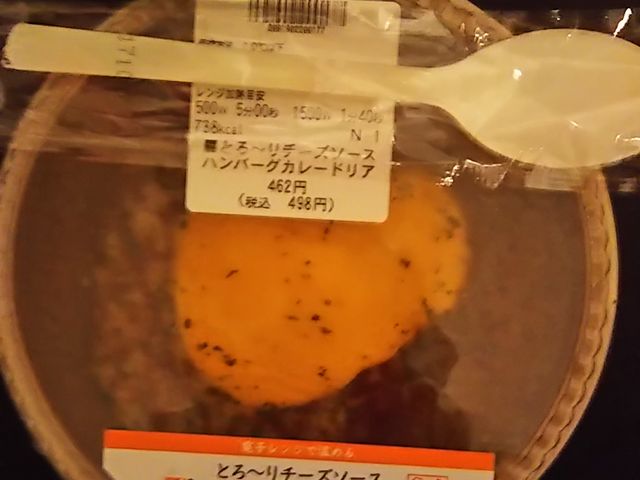 レンジ加熱目安
500W 5分00秒 1500W 1分40秒
738kcal N 1
とろ～りチーズソース
ハンバーグカレードリア
462円
(税込 498円)
電子レンジで温める
とろ～りチーズソース